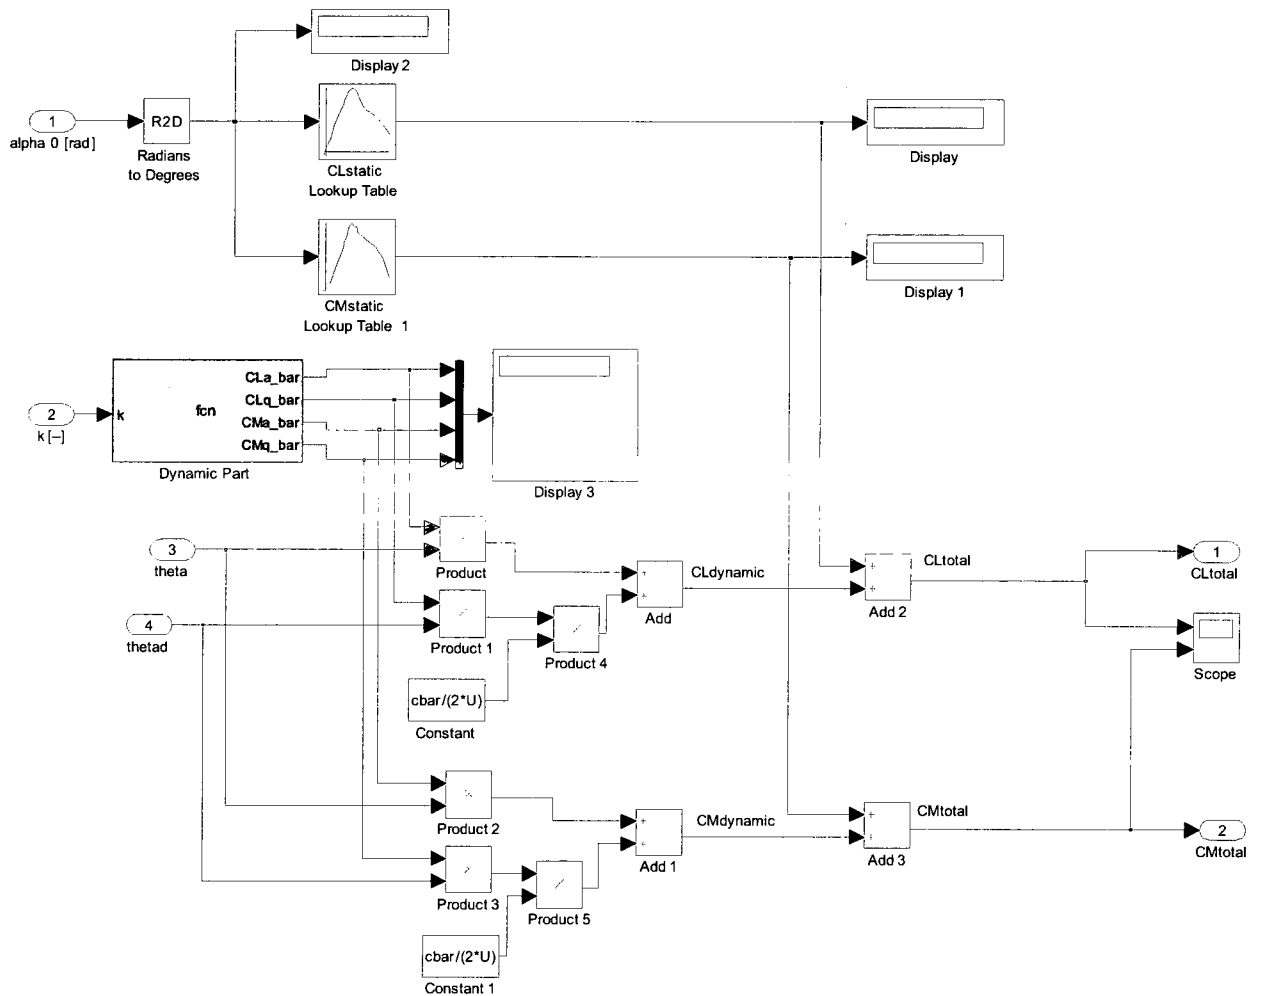 Display 2
1
alpha 0 [rad]
R2D
Radians
to Degrees
CLstatic
Lookup Table
Display
CMstatic
Lookup Table 1
Display 1
2
k [–]
k
fcn
CLa_bar
CLq_bar
CMa_bar
CMq_bar
Dynamic Part
Display 3
3
theta
Product
+
+
Add
CLdynamic
+
+
Add 2
CLtotal
1
CLtotal
4
thetad
Product 1
Product 4
Scope
cbar/(2*U)
Constant
×
Product 2
+
+
Add 1
CMdynamic
+
+
Add 3
CMtotal
2
CMtotal
×
Product 3
Product 5
cbar/(2*U)
Constant 1